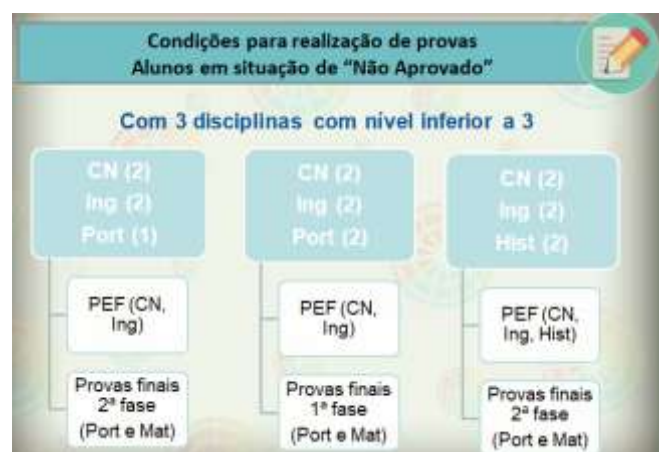 Condições para realização de provas
Alunos em situação de “Não Aprovado”
Com 3 disciplinas com nível inferior a 3
CN (2)
Ing (2)
Port (1)
PEF (CN,
Ing)
Provas finais
2ª fase
(Port e Mat)
CN (2)
Ing (2)
Port (2)
PEF (CN,
Ing)
Provas finais
1ª fase
(Port e Mat)
CN (2)
Ing (2)
Hist (2)
PEF (CN,
Ing, Hist)
Provas finais
2ª fase
(Port e Mat)